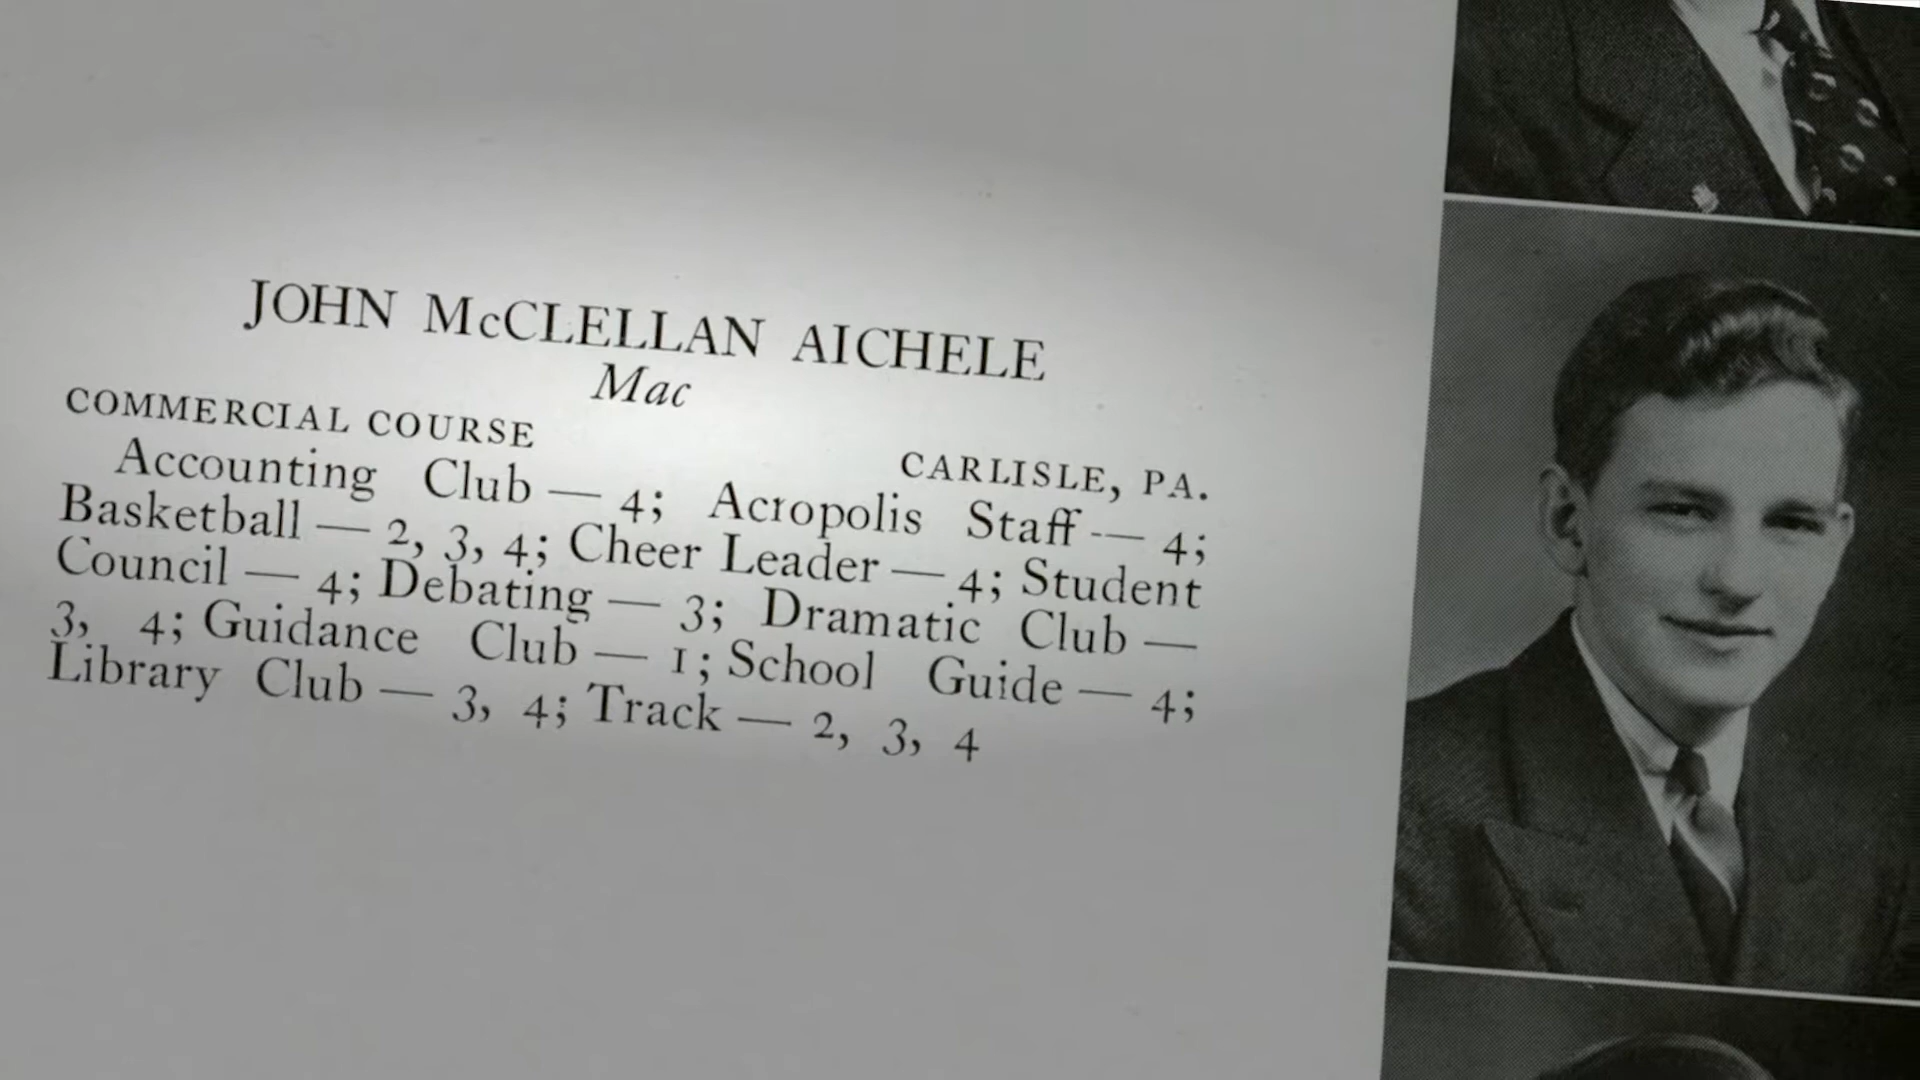 JOHN McCLELLAN AICHELE
Mac
COMMERCIAL COURSE CARLISLE, PA.
Accounting Club — 4; Acropolis Staff -— 4;
Basketball — 2, 3, 4; Cheer Leader — 4; Student
Council — 4; Debating — 3; Dramatic Club —
3, 4; Guidance Club — 1; School Guide — 4;
Library Club — 3, 4; Track — 2, 3, 4